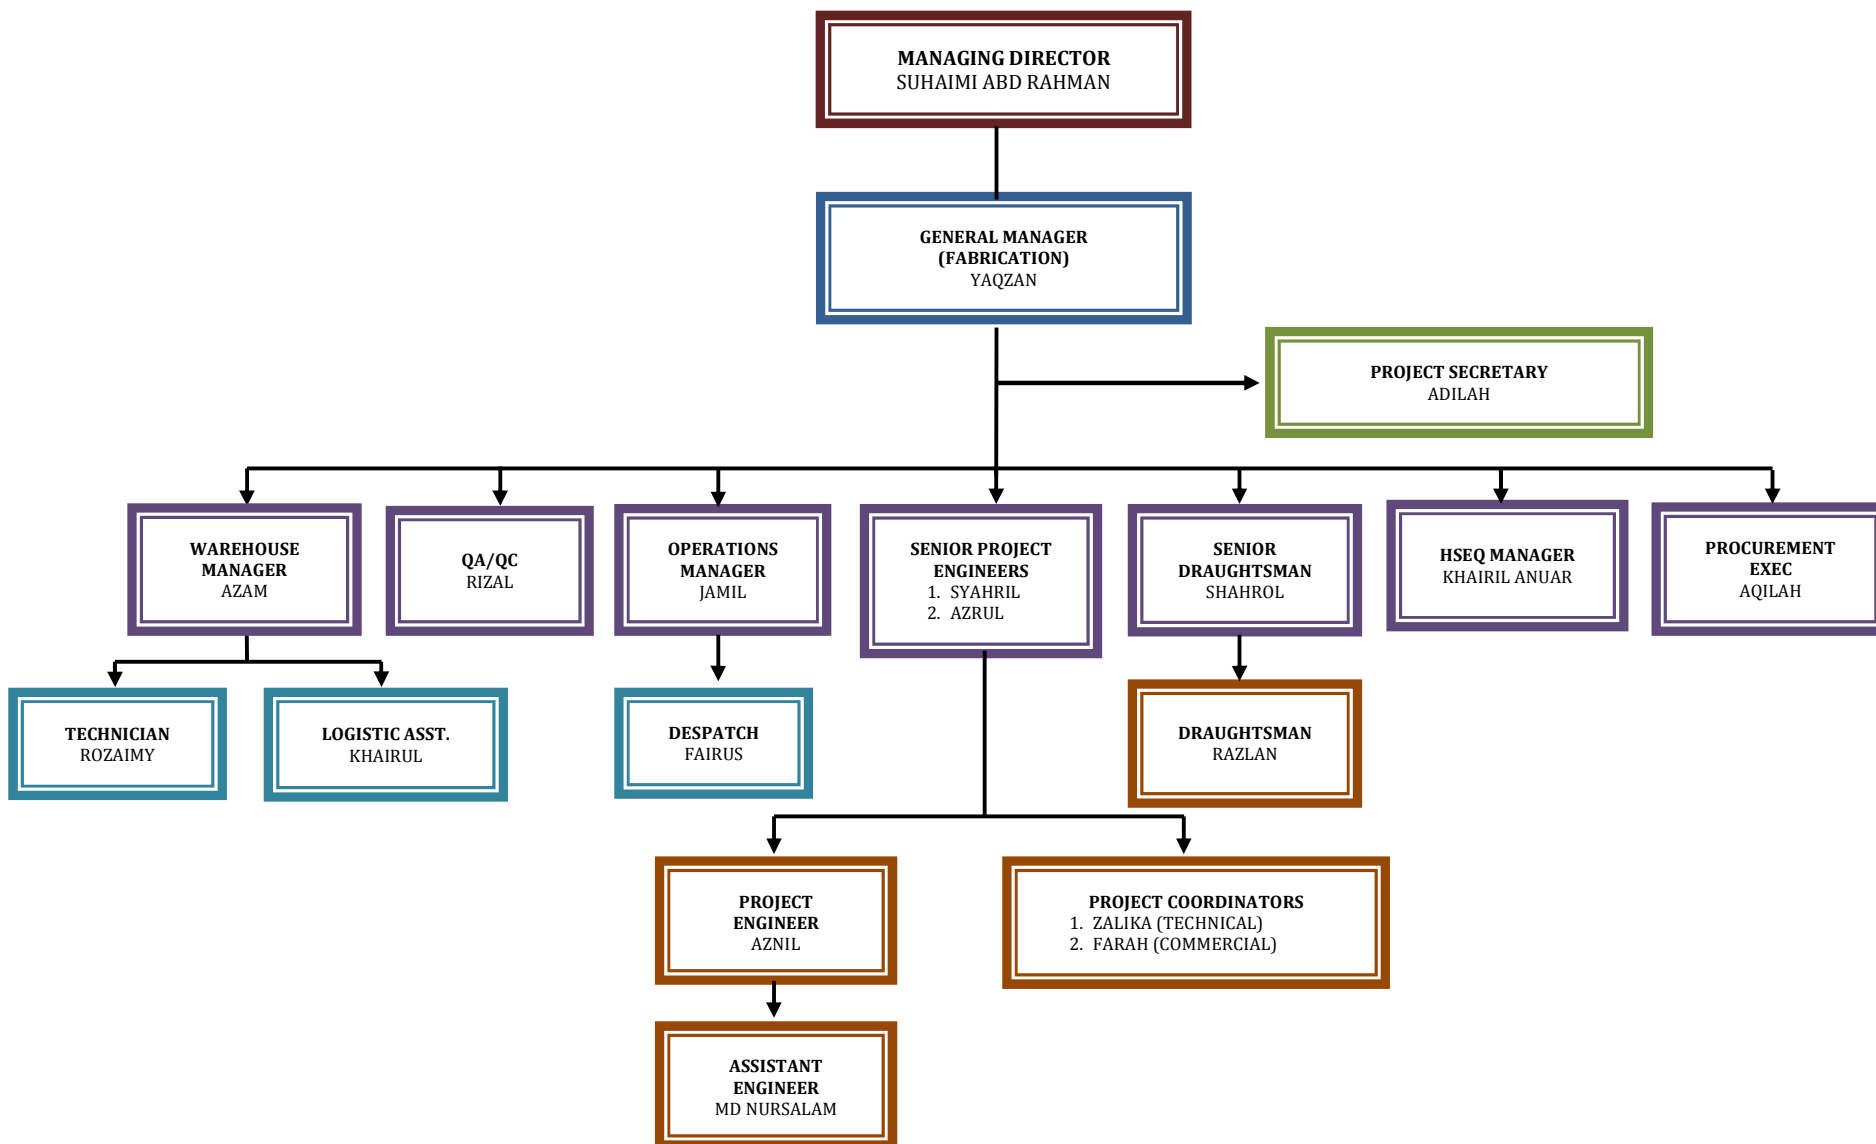 MANAGING DIRECTOR
SUHAIMI ABD RAHMAN
GENERAL MANAGER
(FABRICATION)
YAQZAN
PROJECT SECRETARY
ADILAH
WAREHOUSE
MANAGER
AZAM
QA/QC
RIZAL
OPERATIONS
MANAGER
JAMIL
SENIOR PROJECT
ENGINEERS
1. SYAHRIL
2. AZRUL
SENIOR
DRAUGHTSMAN
SHAHROL
HSEQ MANAGER
KHAIRIL ANUAR
PROCUREMENT
EXEC
AQILAH
TECHNICIAN
ROZAIMY
LOGISTIC ASST.
KHAIRUL
DESPATCH
FAIRUS
DRAUGHTSMAN
RAZLAN
PROJECT
ENGINEER
AZNIL
PROJECT COORDINATORS
1. ZALIKA (TECHNICAL)
2. FARAH (COMMERCIAL)
ASSISTANT
ENGINEER
MD NURSALAM